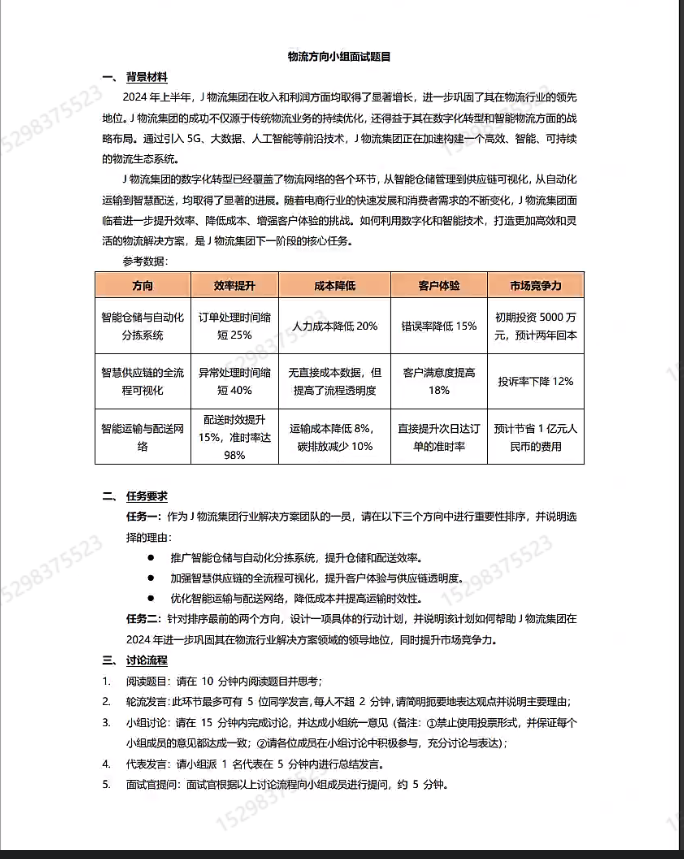 物流方向小组面试题目
一、 背景材料
2024 年上半年，J 物流集团在收入和利润方面均取得了显著增长，进一步巩固了其在物流行业的领先
地位。J 物流集团的成功不仅源于传统物流业务的持续优化，还得益于其在数字化转型和智能物流方面的战
略布局。通过引入 5G、大数据、人工智能等前沿技术，J 物流集团正在加速构建一个高效、智能、可持续
的物流生态系统。
J 物流集团的数字化转型已经覆盖了物流网络的各个环节，从智能仓储管理到供应链可视化，从自动化
运输到智慧配送，均取得了显著的进展。随着电商行业的快速发展和消费者需求的不断变化，J 物流集团面
临着进一步提升效率、降低成本、增强客户体验的挑战。如何利用数字化和智能技术，打造更加高效和灵
活的物流解决方案，是 J 物流集团下一阶段的核心任务。
参考数据：
方向 效率提升 成本降低 客户体验 市场竞争力
智能仓储与自动化
分拣系统
订单处理时间缩
短 25%
人力成本降低 20%
错误率降低 15%
初期投资 5000 万
元，预计两年回本
智慧供应链的全流
程可视化
异常处理时间缩
短 40%
无直接成本数据，但
提高了流程透明度
客户满意度提高
18%
投诉率下降 12%
智能运输与配送网
络
配送时效提升
15%，准时率达
98%
运输成本降低 8%，
碳排放减少 10%
直接提升次日达订
单的准时率
预计节省 1 亿元人
民币的费用
二、 任务要求
任务一：作为 J 物流集团行业解决方案团队的一员，请在以下三个方向中进行重要性排序，并说明选
择的理由：
● 推广智能仓储与自动化分拣系统，提升仓储和配送效率。
● 加强智慧供应链的全流程可视化，提升客户体验与供应链透明度。
● 优化智能运输与配送网络，降低成本并提高运输时效性。
任务二：针对排序最前的两个方向，设计一项具体的行动计划，并说明该计划如何帮助 J 物流集团在
2024 年进一步巩固其在物流行业解决方案领域的领导地位，同时提升市场竞争力。
三、 讨论流程
1. 阅读题目：请在 10 分钟内阅读题目并思考；
2. 轮流发言：此环节最多可有 5 位同学发言，每人不超 2 分钟，请简明扼要地表达观点并说明主要理由；
3. 小组讨论：请在 15 分钟内完成讨论，并达成小组统一意见（备注：①禁止使用投票形式，并保证每个
小组成员的意见都达成一致；②请各位成员在小组讨论中积极参与，充分讨论与表达）；
4. 代表发言：请小组派 1 名代表在 5 分钟内进行总结发言。
5. 面试官提问：面试官根据以上讨论流程向小组成员进行提问，约 5 分钟。
15298375523
15298375523
15298375523
15298375523
15298375523
15298375523